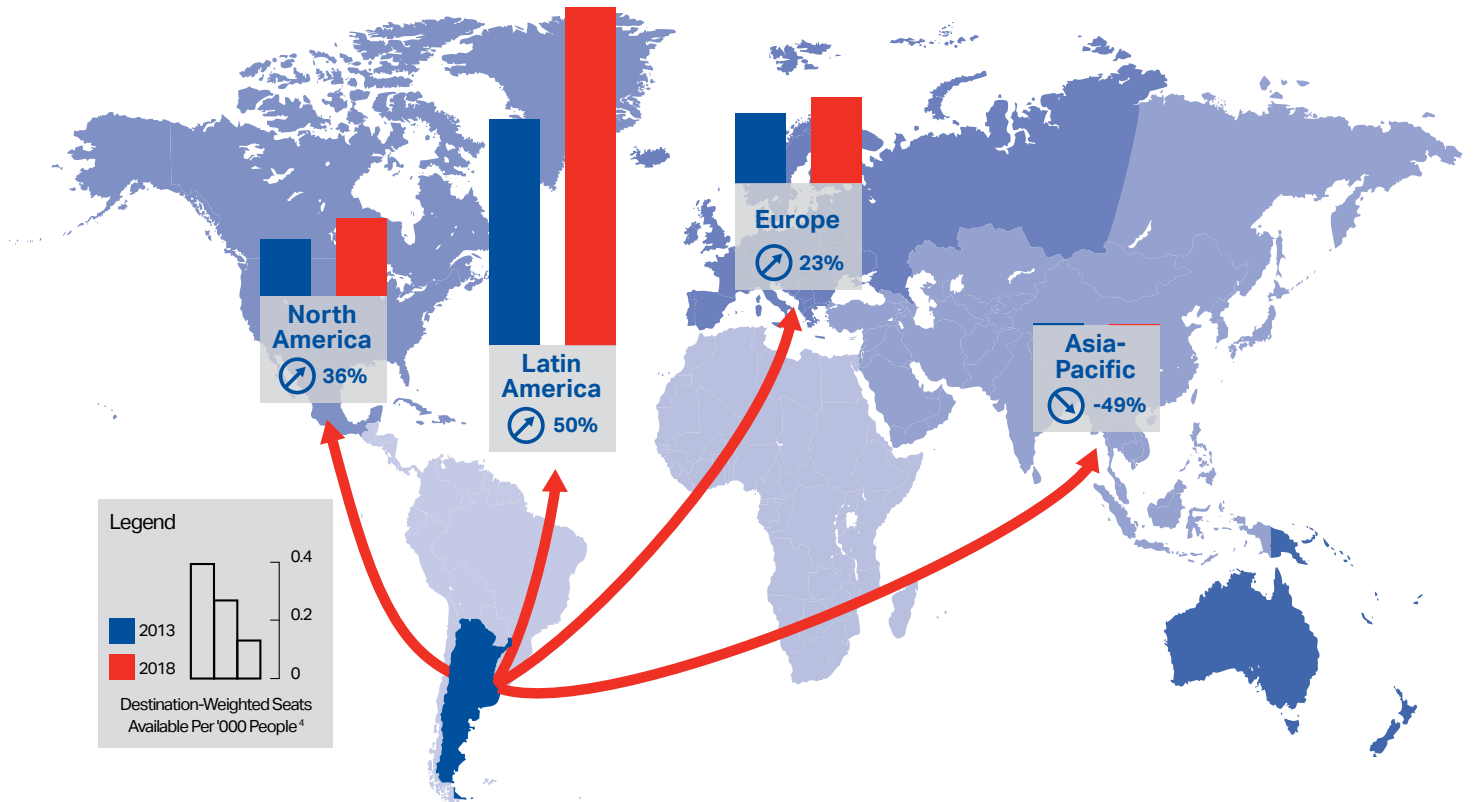 North
America
36%
Latin
America
50%
Europe
23%
Asia-
Pacific
-49%
Legend
0.4
0.2
0
2013
2018
Destination-Weighted Seats
Available Per '000 People 4